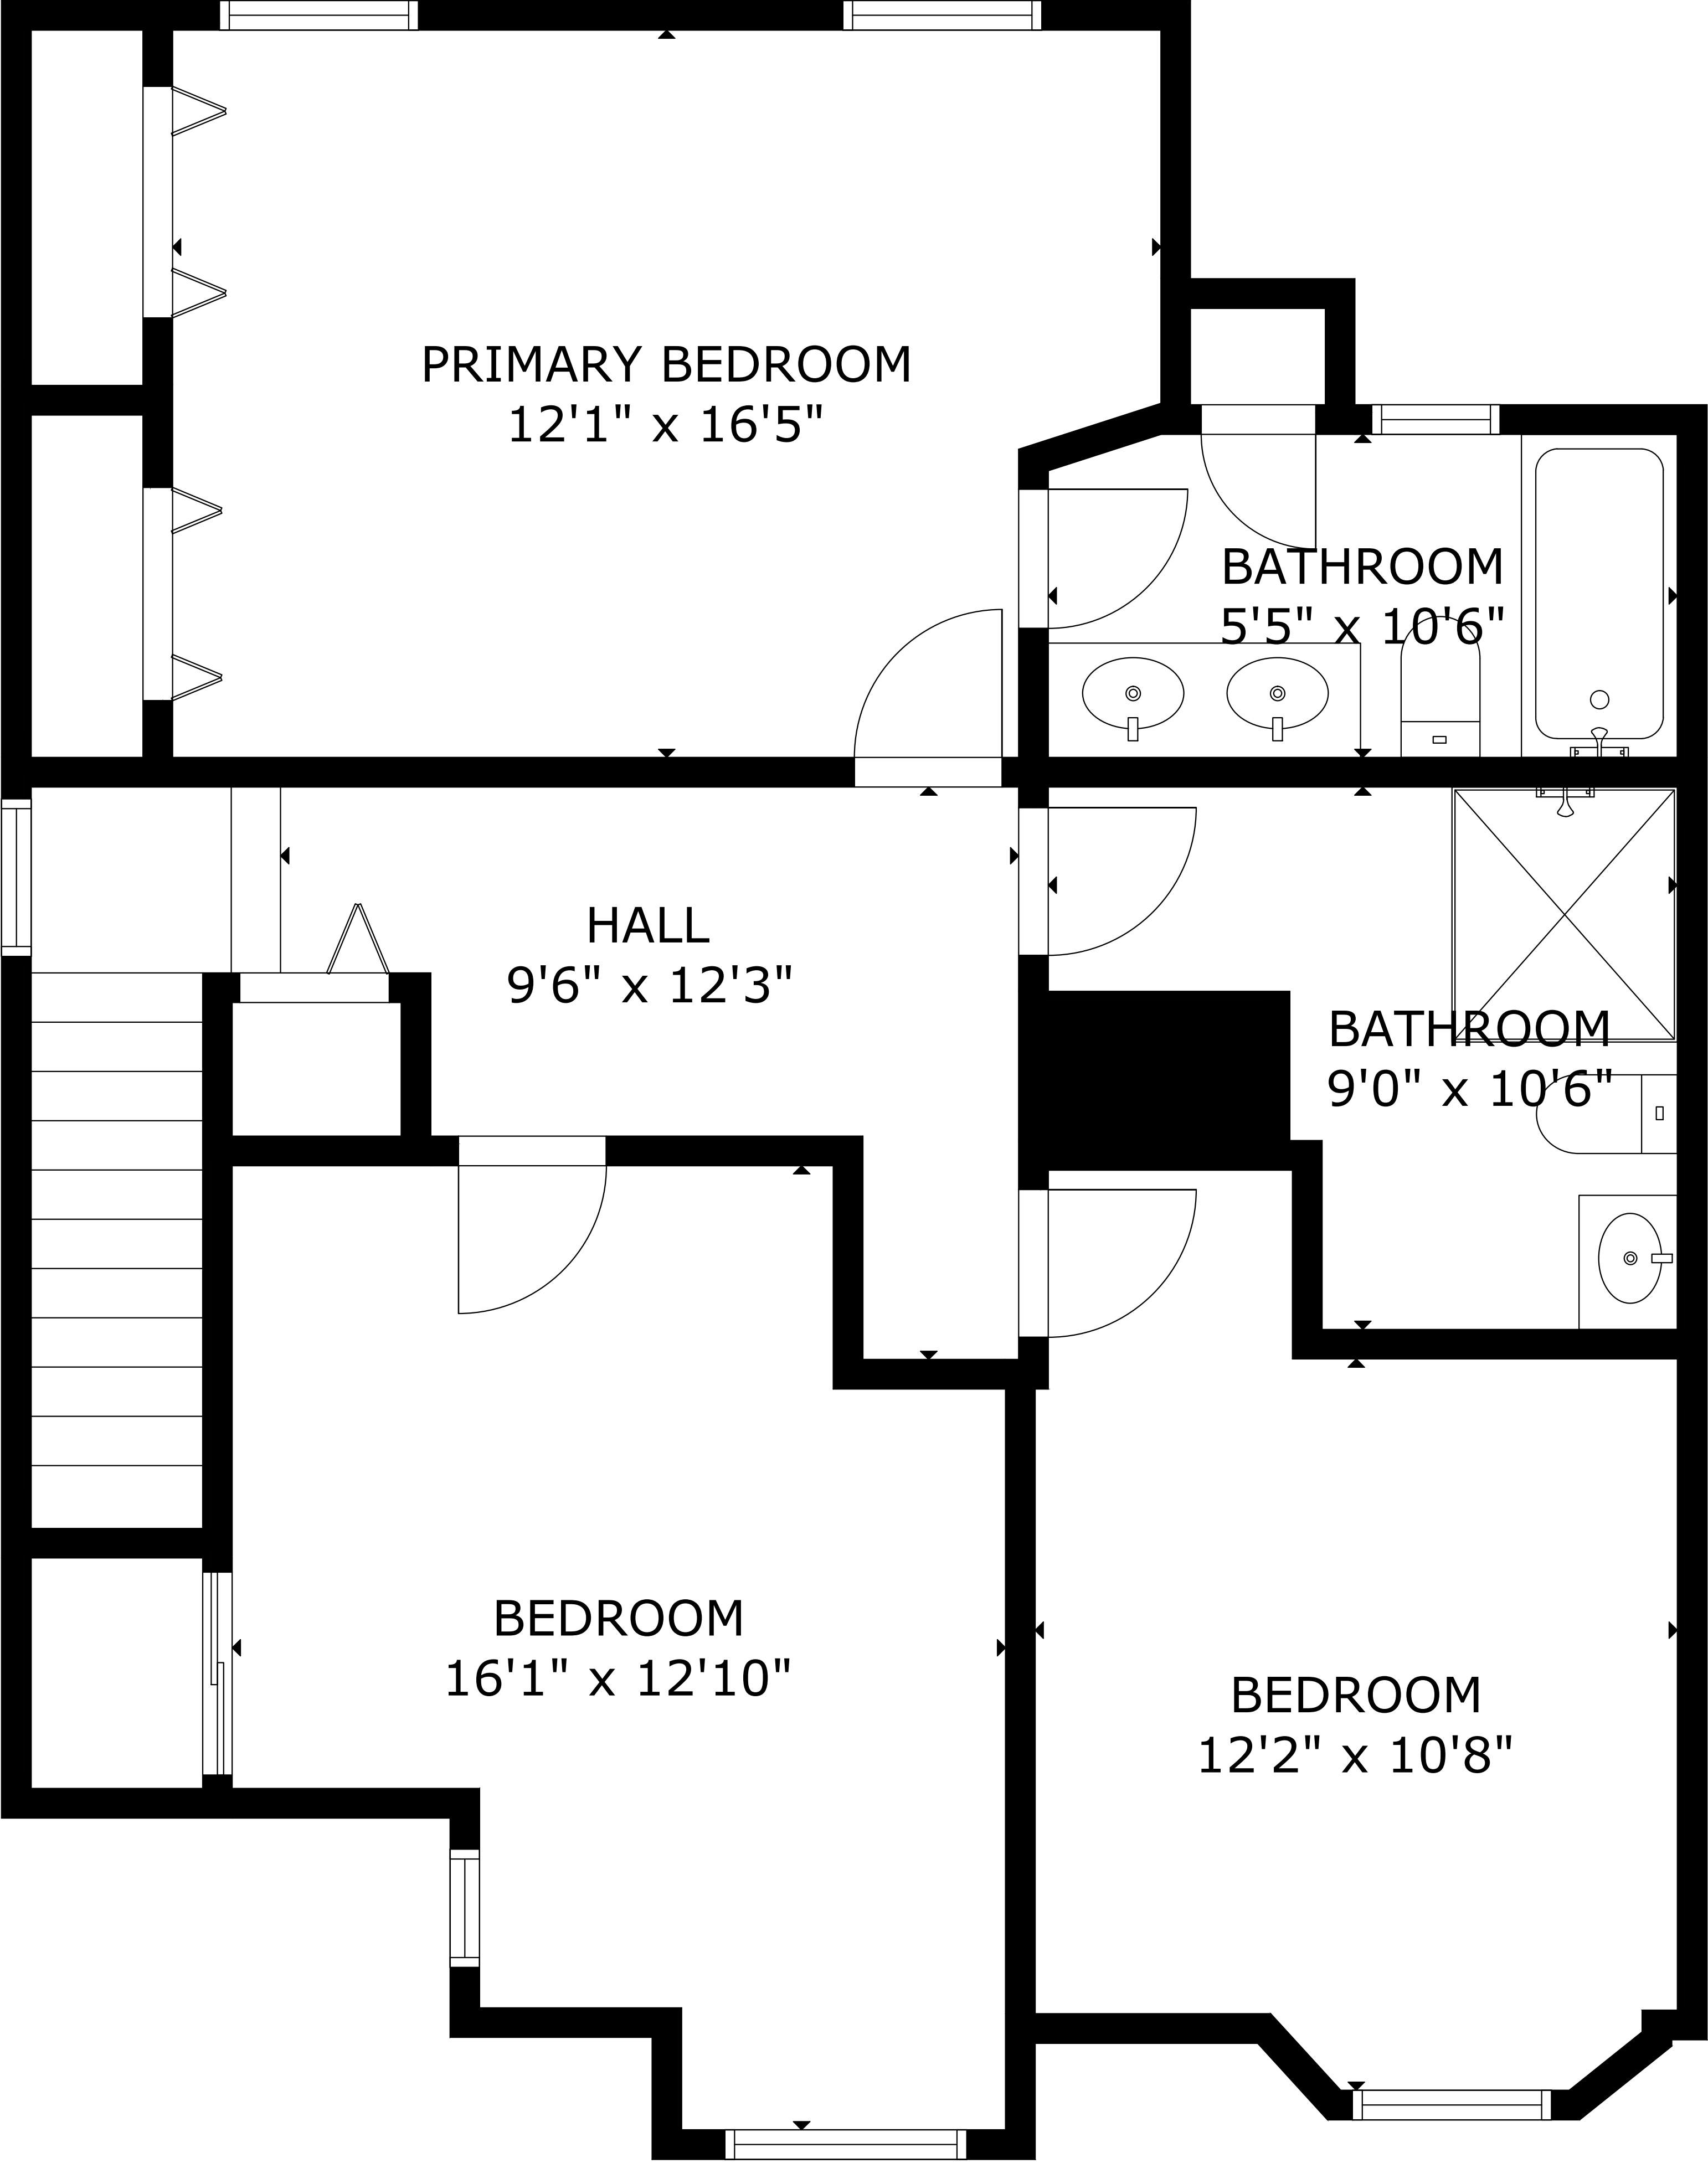 PRIMARY BEDROOM
12'1" x 16'5"
BATHROOM
5'5" x 10'6"
HALL
9'6" x 12'3"
BATHROOM
9'0" x 10'6"
BEDROOM
16'1" x 12'10"
BEDROOM
12'2" x 10'8"